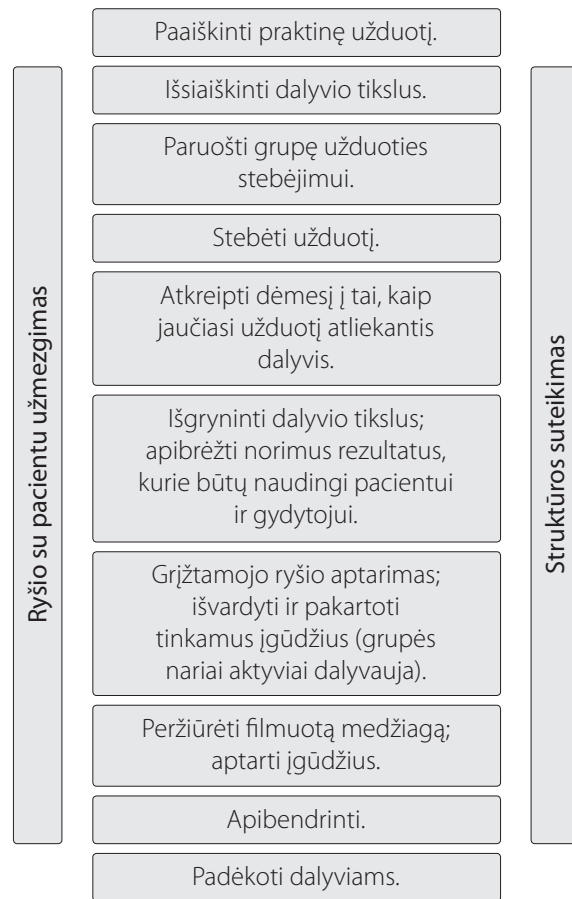 Paaiškinti praktinę užduotį.
Išsiaiškinti dalyvio tikslus.
Paruošti grupę užduoties
stebėjimui.
Stebėti užduotį.
Atkreipti dėmesį į tai, kaip
jaučiasi užduotį atliekantis
dalyvis.
Išgryninti dalyvio tikslus;
apibrėžti norimus rezultatus,
kurie būtų naudingi pacientui
ir gydytojui.
Grįžtamojo ryšio aptarimas;
išvardyti ir pakartoti
tinkamus įgūdžius (grupės
nariai aktyviai dalyvauja).
Peržiūrėti filmuotą medžiagą;
aptarti įgūdžius.
Apibendrinti.
Padėkoti dalyviams.
Ryšio su pacientu užmezgimas
Struktūros suteikimas